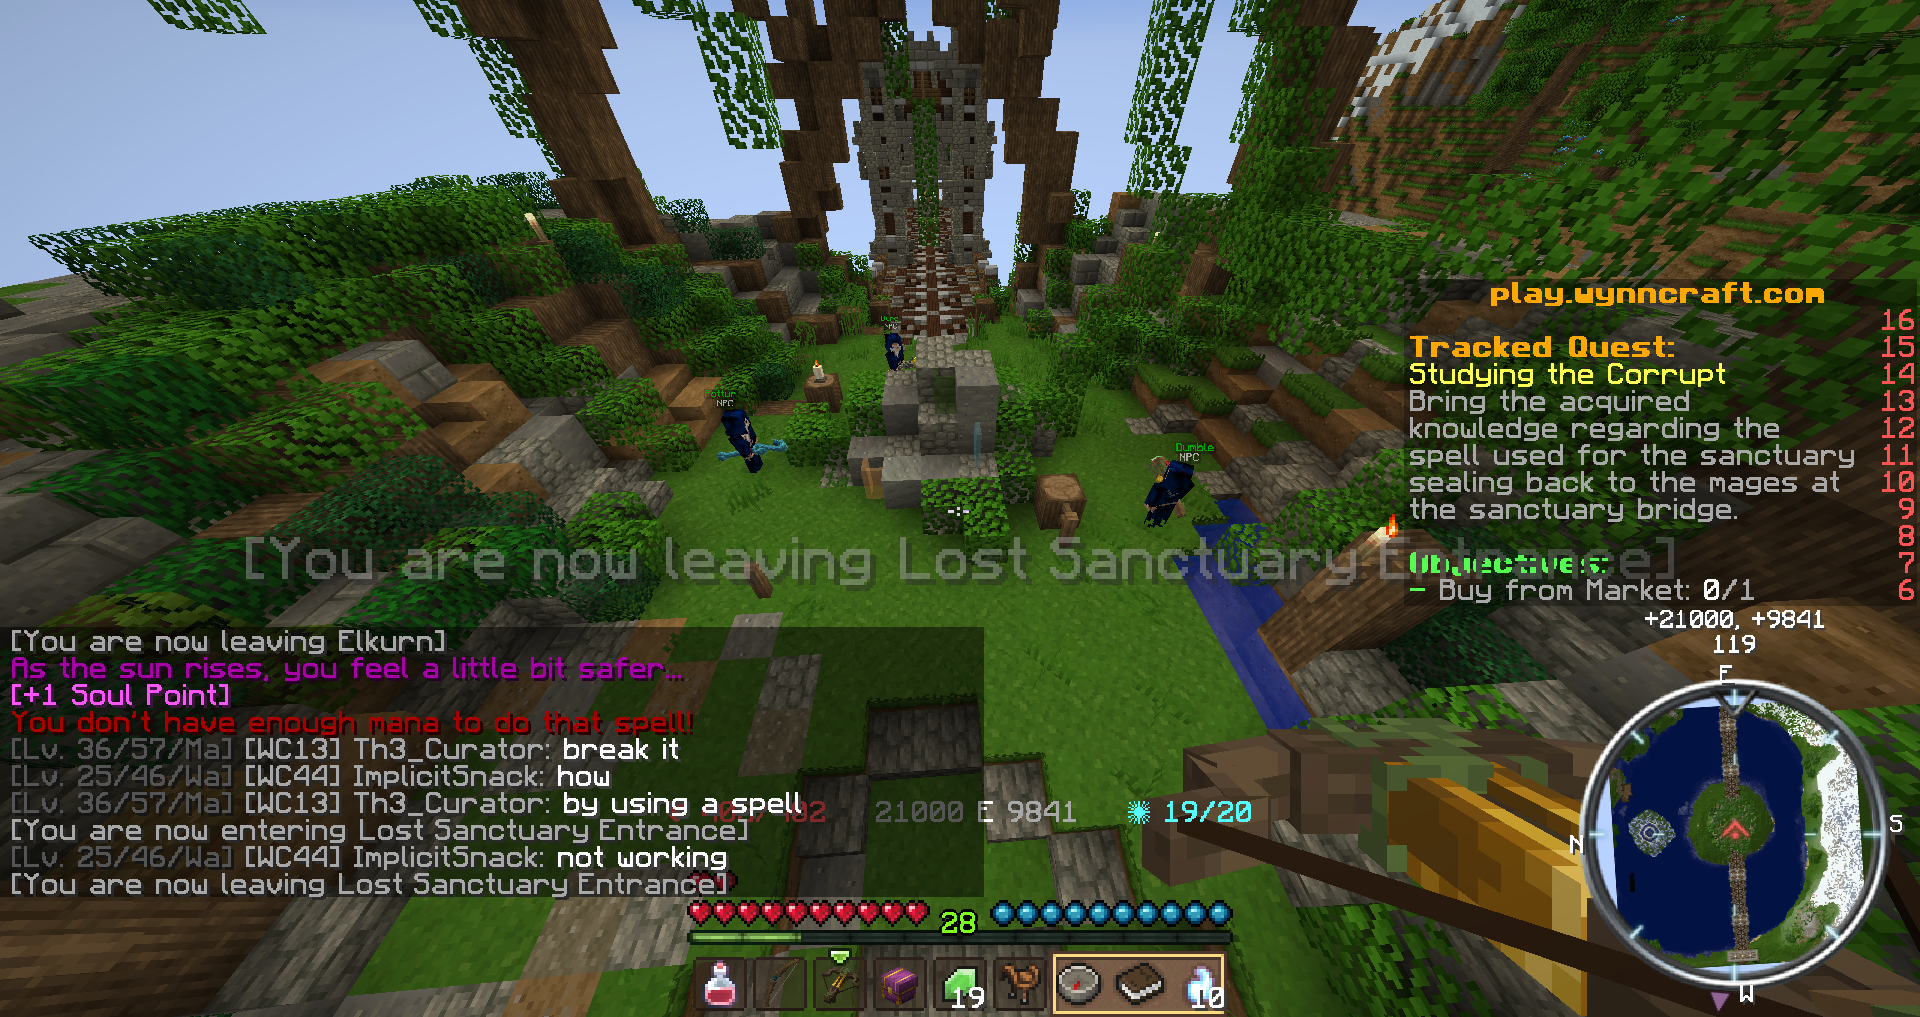 play.wynncraft.com
16
Tracked Quest: 15
Studying the Corrupt 14
Bring the acquired 13
knowledge regarding the 12
spell used for the sanctuary 11
sealing back to the mages at 10
the sanctuary bridge. 9
8
Objectives: 7
- Buy from Market: 0/1 6
+21000, +9841
119
E
N
S
W
NPC
NPC
Dumble
NPC
[You are now leaving Lost Sanctuary Entrance]
[You are now leaving Elkurn]
As the sun rises, you feel a little bit safer...
[+1 Soul Point]
You don't have enough mana to do that spell!
[Lv. 36/57/Ma] [WC13] Th3_Curator: break it
[Lv. 25/46/Wa] [WC44] ImplicitSnack: how
[Lv. 36/57/Ma] [WC13] Th3_Curator: by using a spell
[You are now entering Lost Sanctuary Entrance]
[Lv. 25/46/Wa] [WC44] ImplicitSnack: not working
[You are now leaving Lost Sanctuary Entrance]
21000 E 9841
19/20
28
19
10